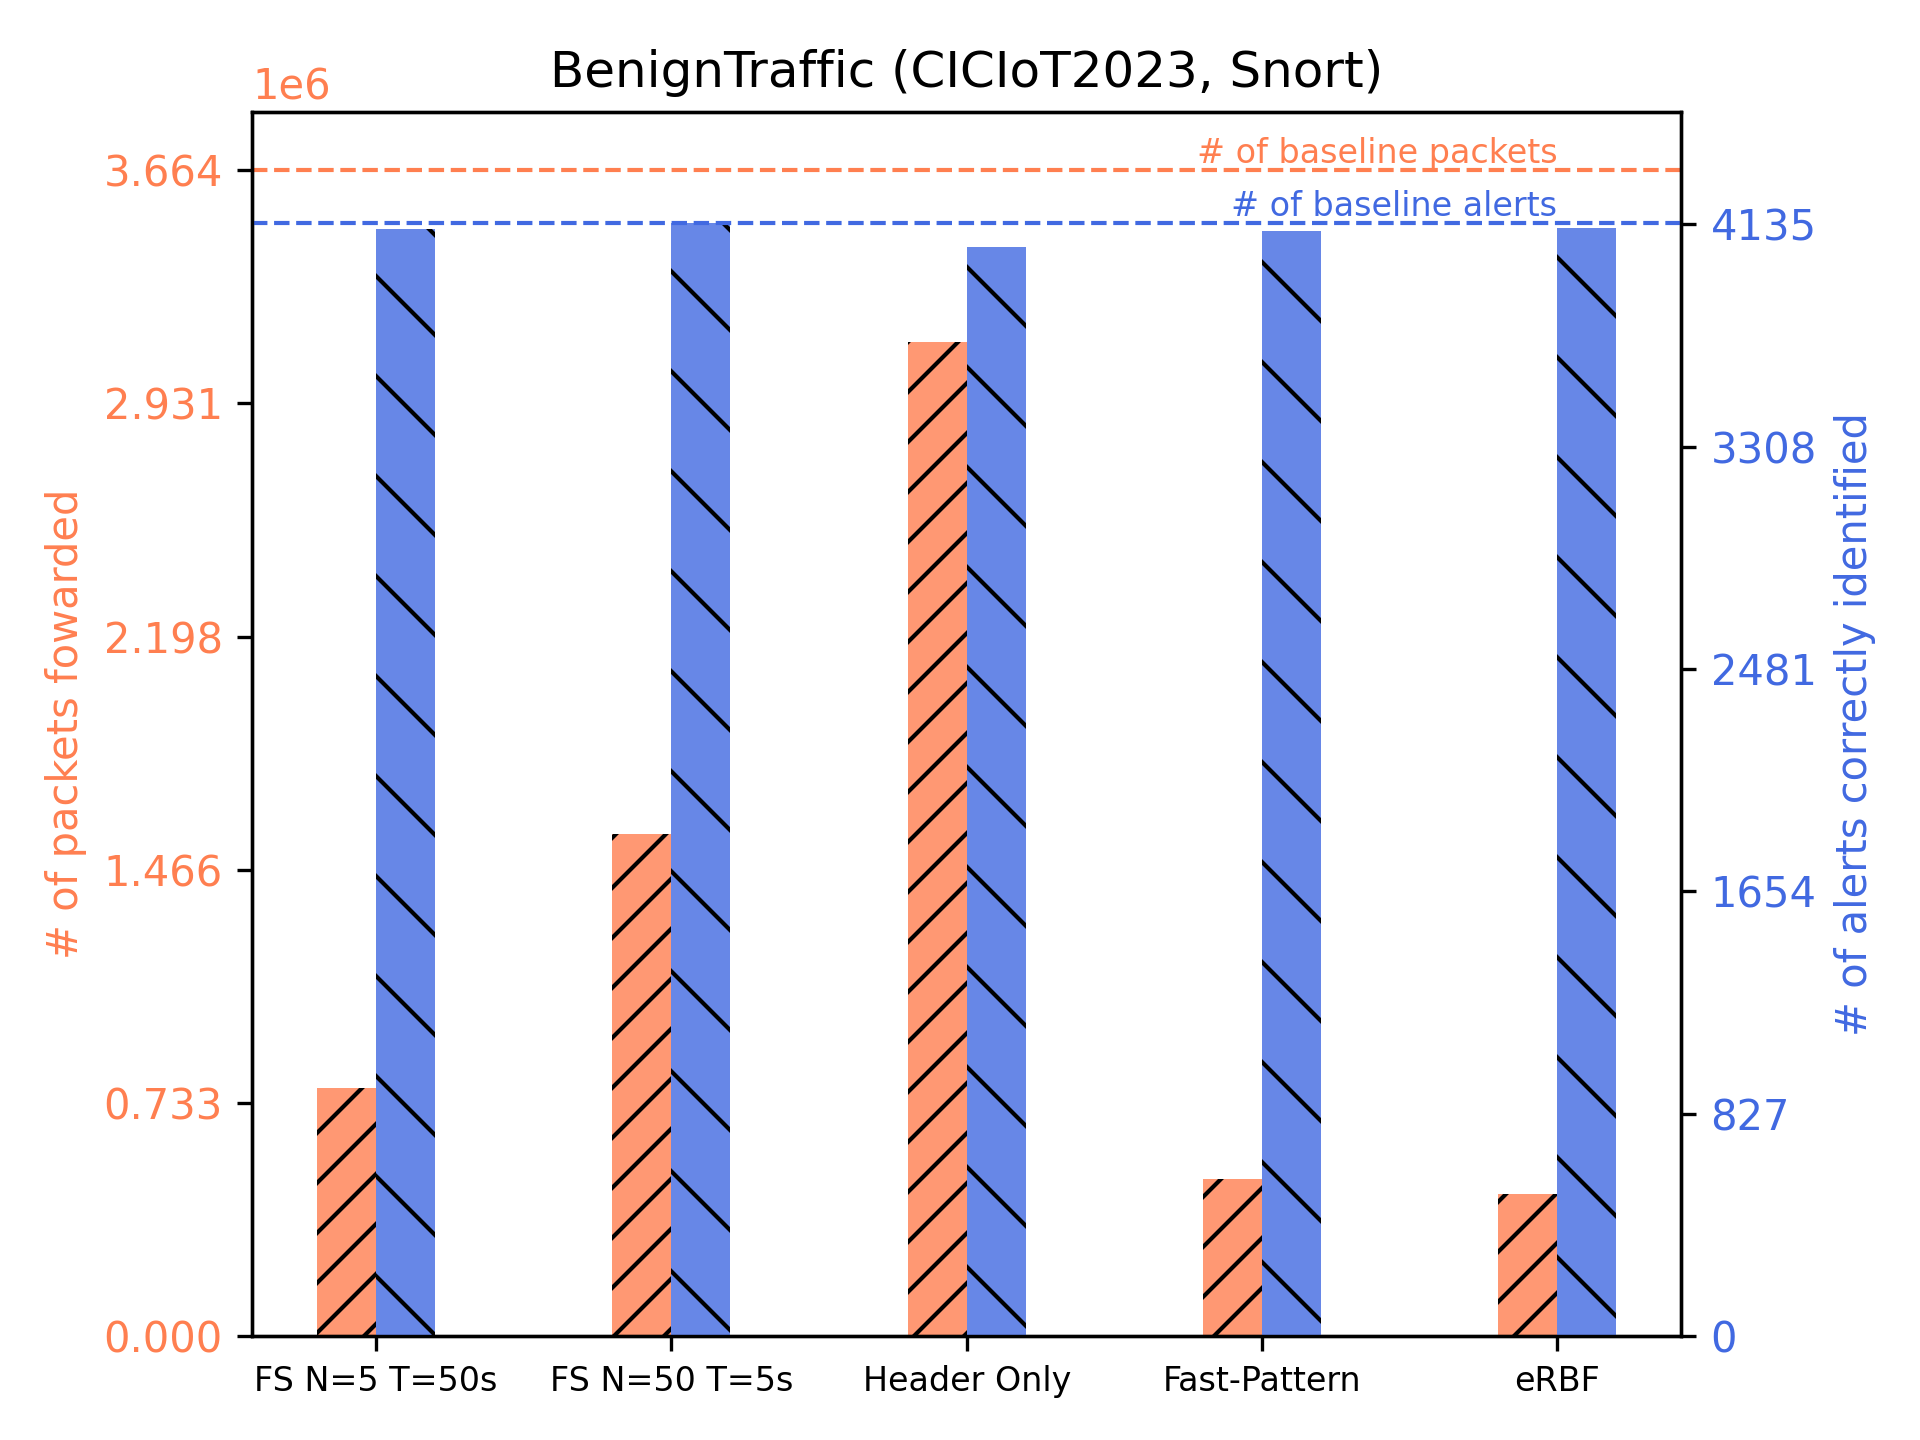 BenignTraffic (CICIoT2023, Snort)
1e6
# of baseline packets
# of baseline alerts
3.664
2.931
2.198
1.466
0.733
0.000
# of packets fowarded
4135
3308
2481
1654
827
0
# of alerts correctly identified
FS N=5 T=50s
FS N=50 T=5s
Header Only
Fast-Pattern
eRBF